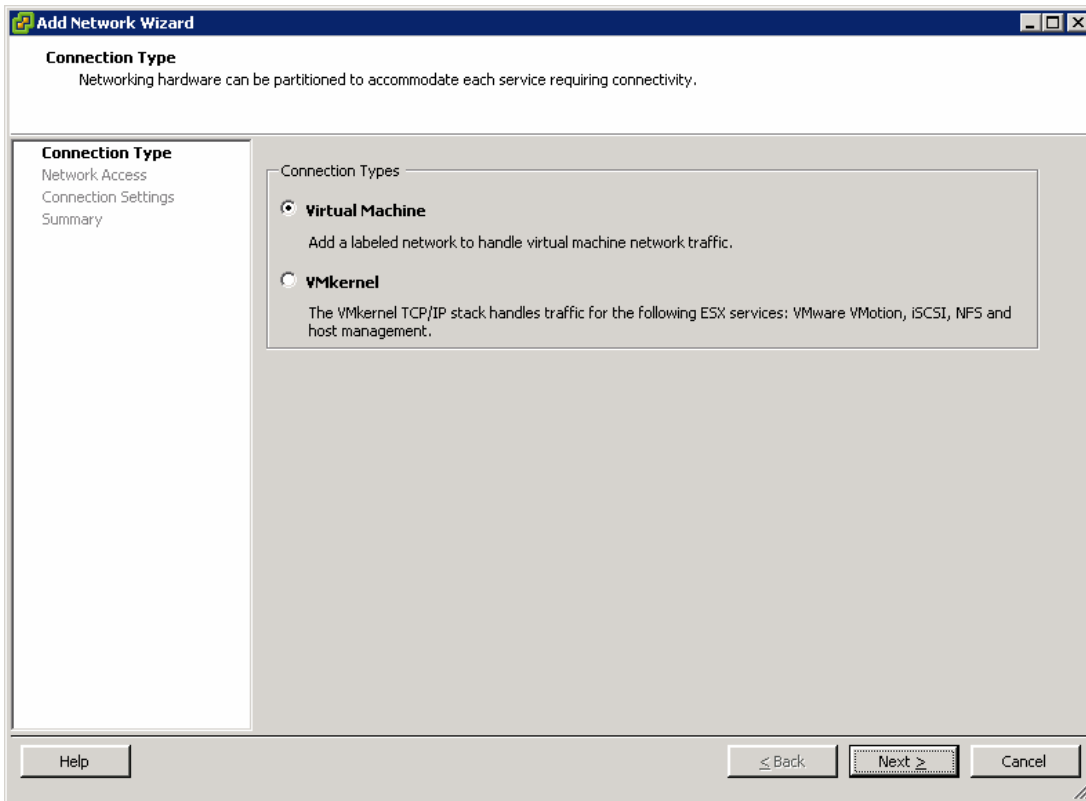 Add Network Wizard
Connection Type
Networking hardware can be partitioned to accommodate each service requiring connectivity.
Connection Type
Network Access
Connection Settings
Summary
Connection Types
Virtual Machine
Add a labeled network to handle virtual machine network traffic.
VMkernel
The VMkernel TCP/IP stack handles traffic for the following ESX services: VMware VMotion, iSCSI, NFS and
host management.
Help
< Back
Next >
Cancel